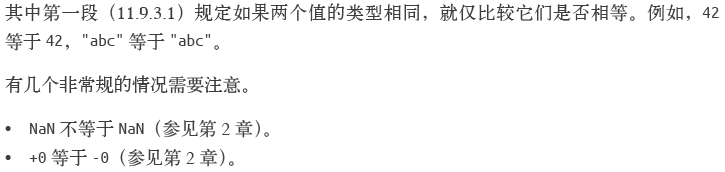 其中第一段（11.9.3.1）规定如果两个值的类型相同，就仅比较它们是否相等。例如，42
等于 42，"abc" 等于 "abc"。
有几个非常规的情况需要注意。
• NaN 不等于 NaN（参见第 2 章）。
• +0 等于 -0（参见第 2 章）。